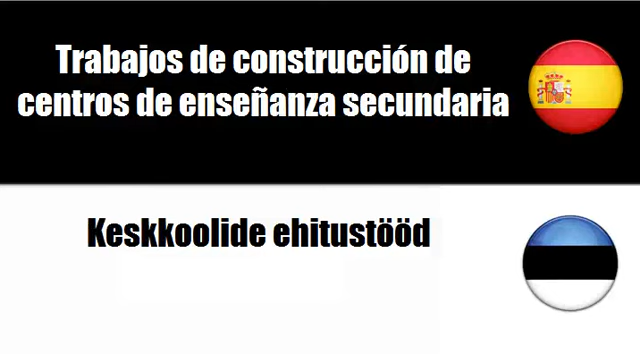 Trabajos de construcción de
centros de enseñanza secundaria
Keskkoolide ehitustööd